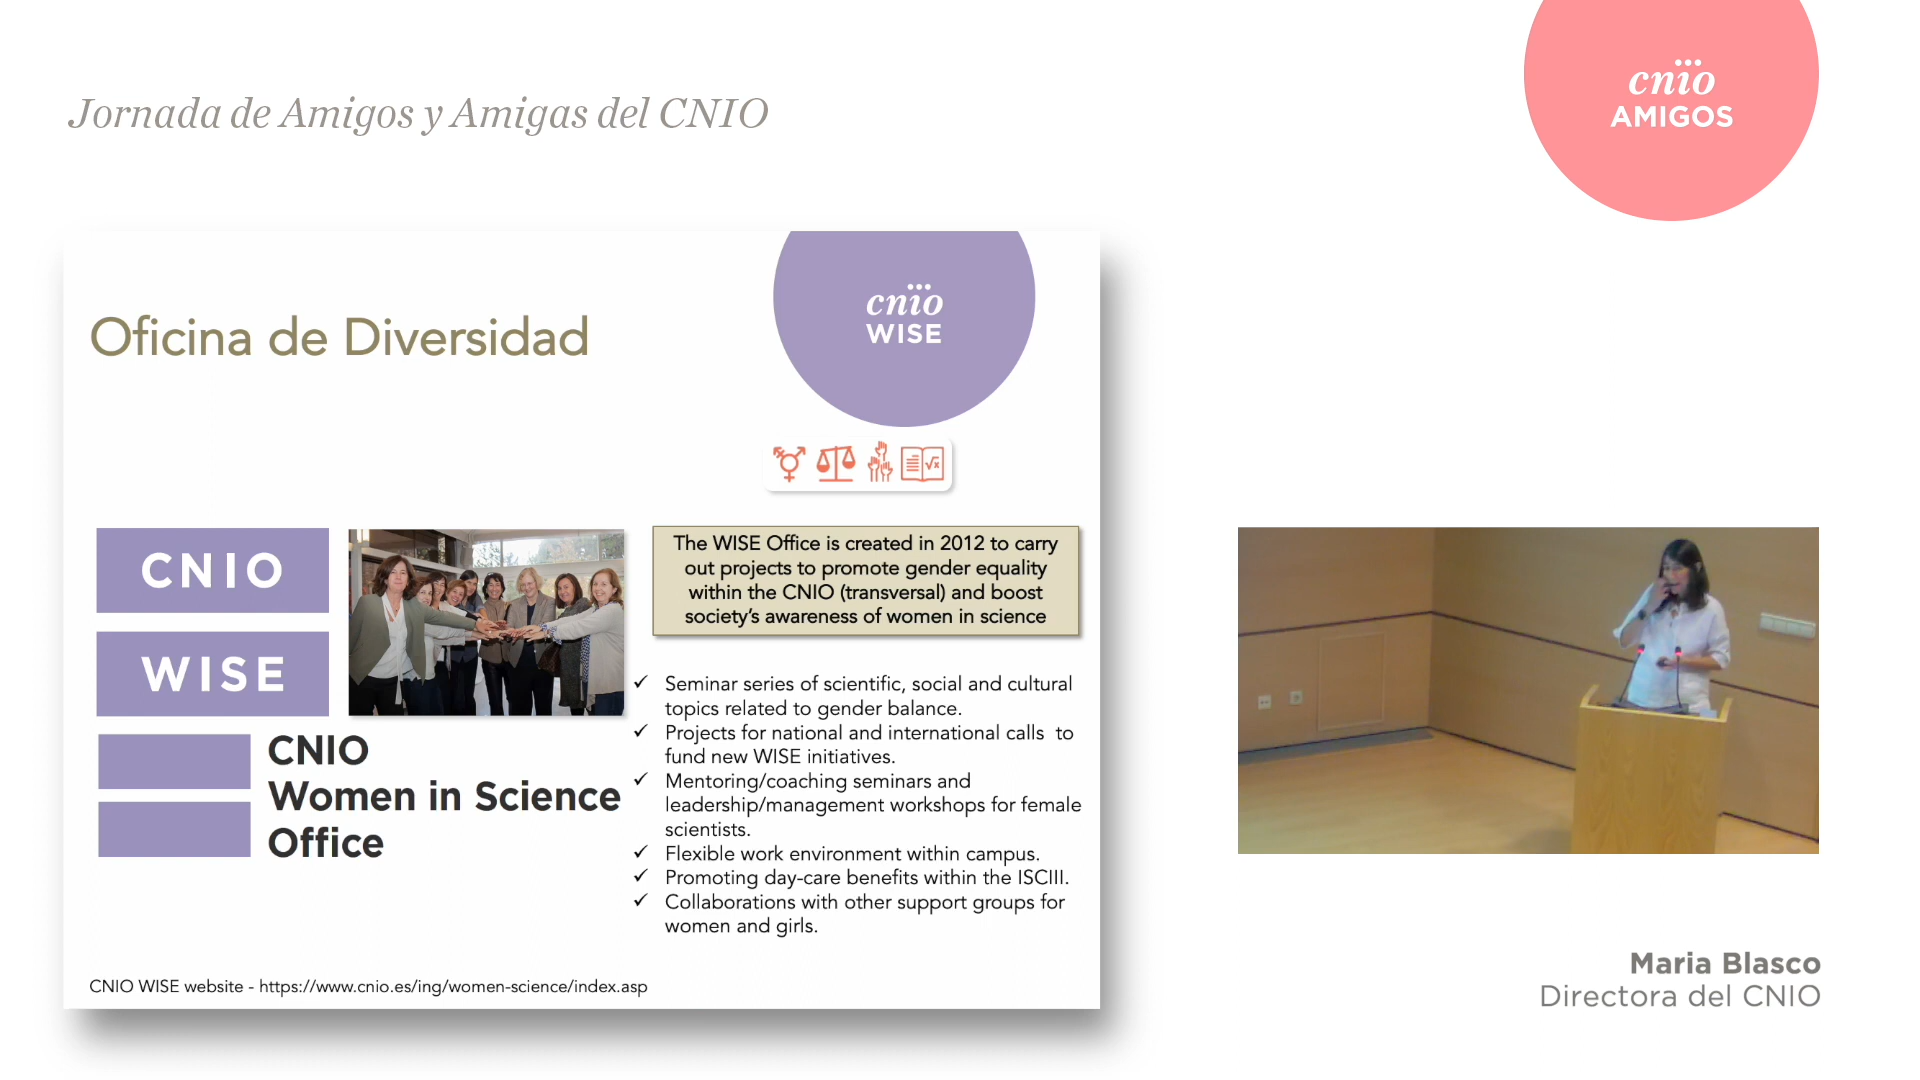 Jornada de Amigos y Amigas del CNIO
cnio
AMIGOS
Oficina de Diversidad
cnio
WISE
CNIO
WISE
CNIO
Women in Science
Office
The WISE Office is created in 2012 to carry
out projects to promote gender equality
within the CNIO (transversal) and boost
society's awareness of women in science
✓ Seminar series of scientific, social and cultural
topics related to gender balance.
✓ Projects for national and international calls to
fund new WISE initiatives.
✓ Mentoring/coaching seminars and
leadership/management workshops for female
scientists.
✓ Flexible work environment within campus.
✓ Promoting day-care benefits within the ISCIII.
✓ Collaborations with other support groups for
women and girls.
CNIO WISE website - https://www.cnio.es/ing/women-science/index.asp
Maria Blasco
Directora del CNIO